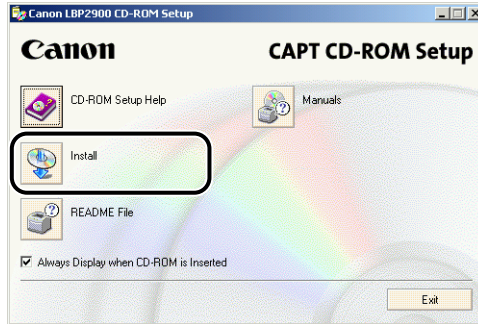 Canon LBP2900 CD-ROM Setup
Canon
CAPT CD-ROM Setup
CD-ROM Setup Help
Manuals
Install
README File
Always Display when CD-ROM is Inserted
Exit